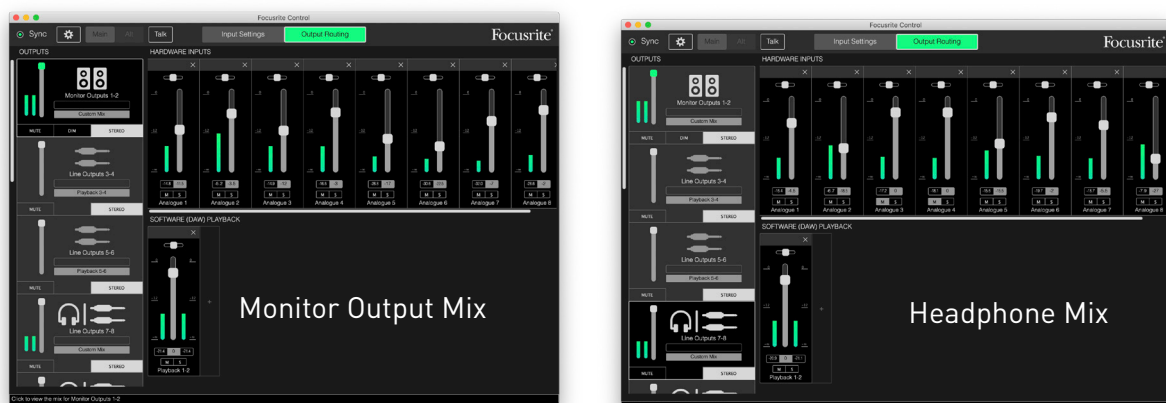 Focusrite Control
Sync Main Alt Talk Input Settings Output Routing Focusrite
OUTPUTS
Monitor Outputs 1-2
Custom Mix
MUTE DIM STEREO
Line Outputs 3-4
Playback 3-4
MUTE STEREO
Line Outputs 5-6
Playback 5-6
MUTE STEREO
Line Outputs 7-8
Custom Mix
MUTE STEREO
HARDWARE INPUTS
M S M S M S M S M S M S M S M S
Analogue 1 Analogue 2 Analogue 3 Analogue 4 Analogue 5 Analogue 6 Analogue 7 Analogue 8
SOFTWARE (DAW) PLAYBACK
M S
Playback 1-2
Monitor Output Mix
Click to view the mix for Monitor Outputs 1-2
Focusrite Control
Sync Main Alt Talk Input Settings Output Routing Focusrite
OUTPUTS
Monitor Outputs 1-2
Custom Mix
MUTE DIM STEREO
Line Outputs 3-4
Playback 3-4
MUTE STEREO
Line Outputs 5-6
Playback 5-6
MUTE STEREO
Line Outputs 7-8
Custom Mix
MUTE STEREO
HARDWARE INPUTS
M S M S M S M S M S M S M S M S
Analogue 1 Analogue 2 Analogue 3 Analogue 4 Analogue 5 Analogue 6 Analogue 7 Analogue 8
SOFTWARE (DAW) PLAYBACK
M S
Playback 1-2
Headphone Mix